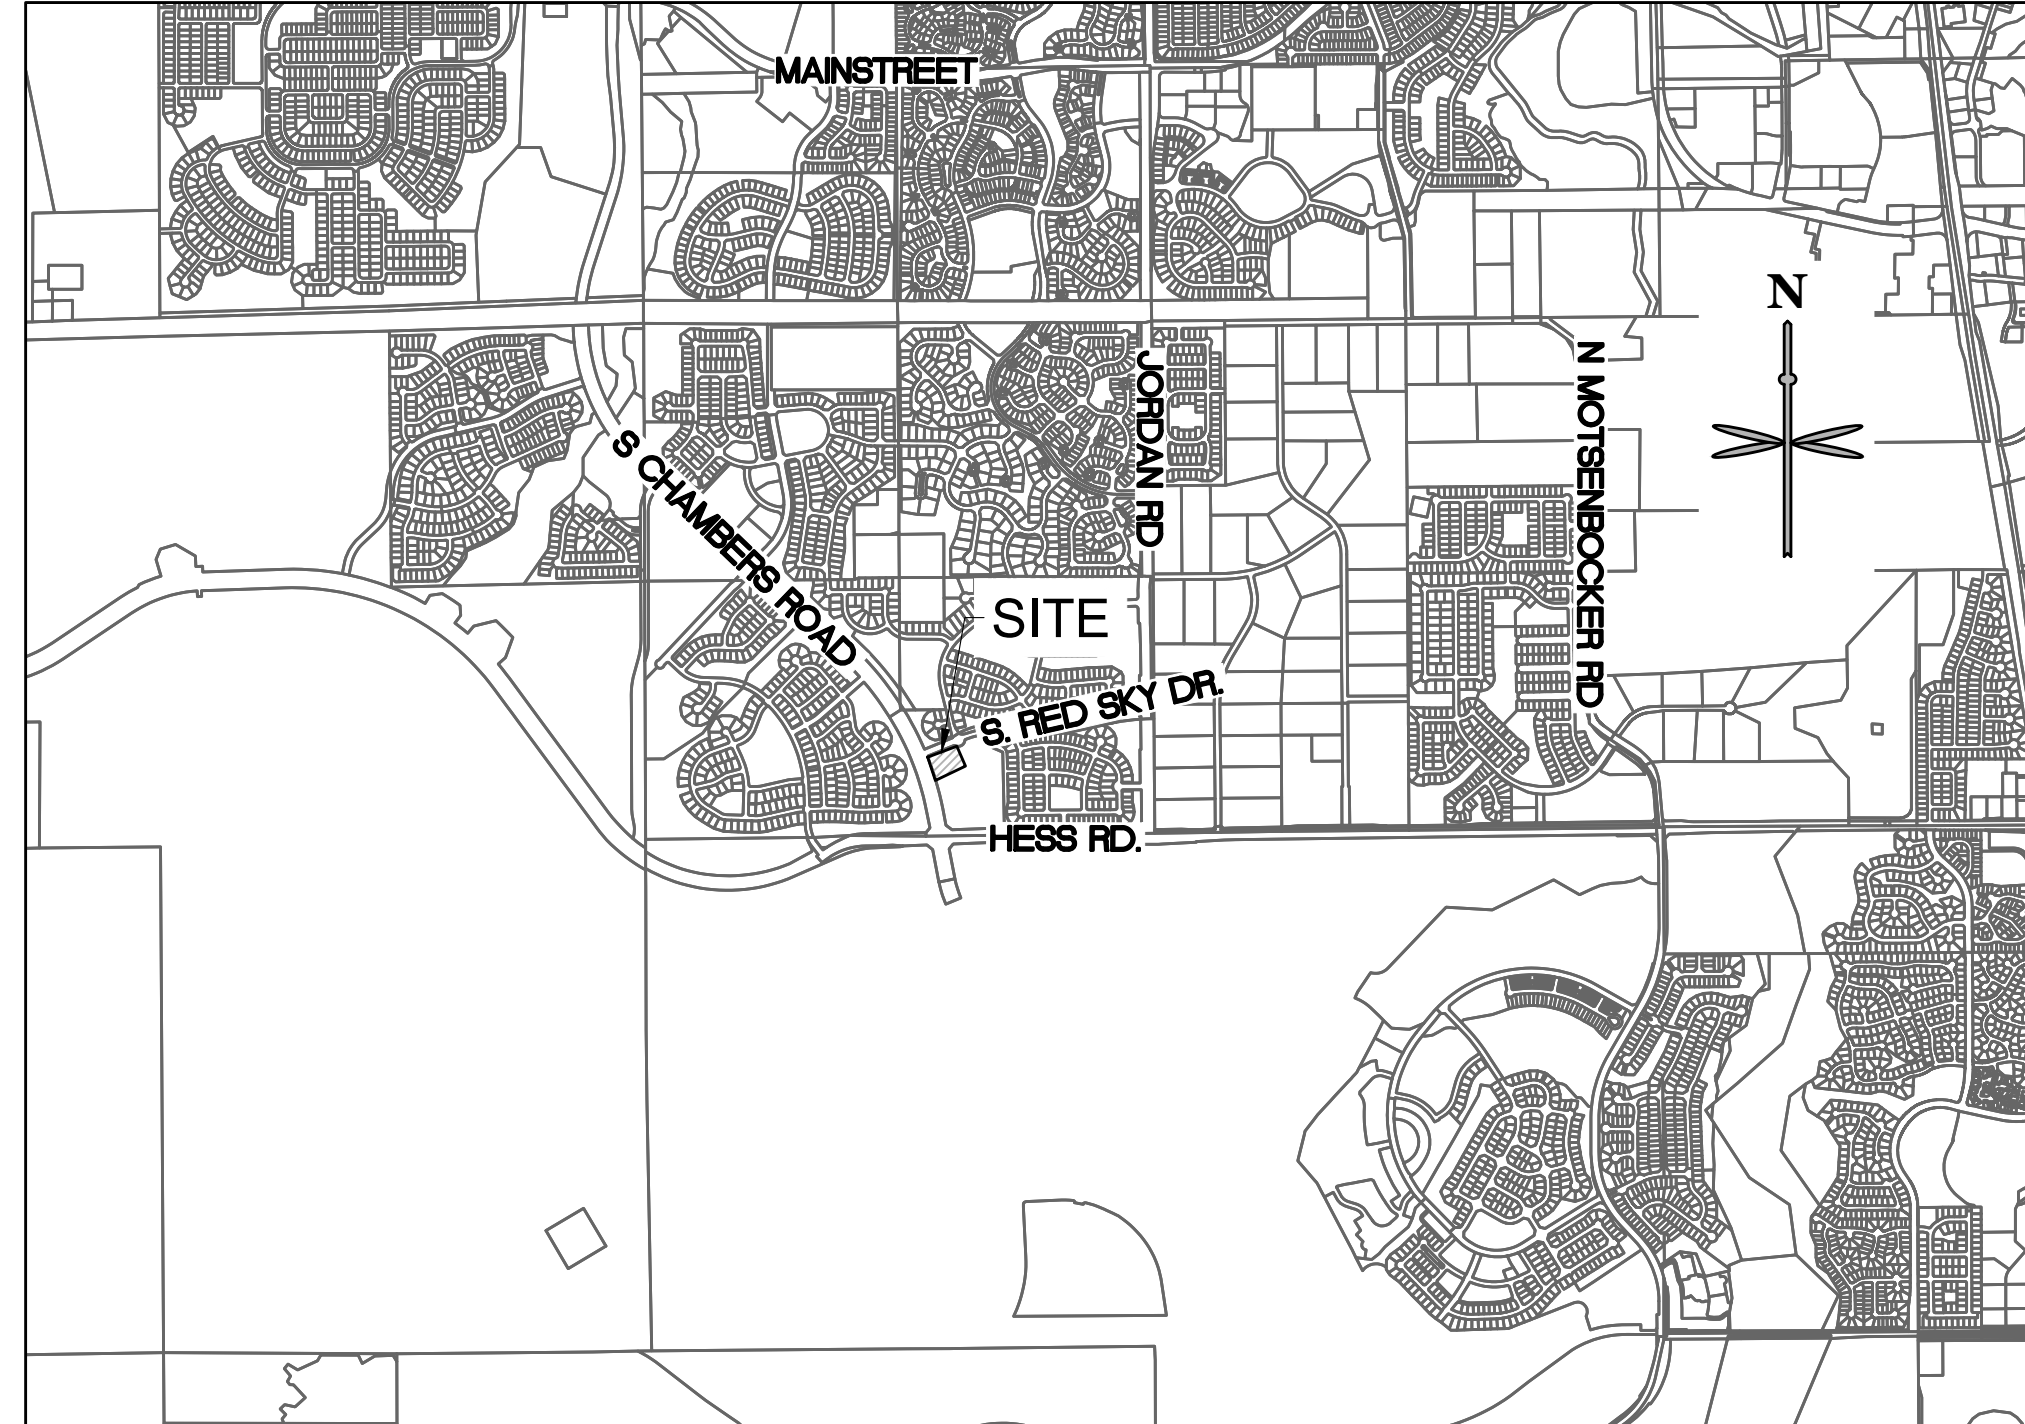 MAINSTREET
N
JORDAN RD
N MOTSENBOCKER RD
S CHAMBERS ROAD
SITE
S. RED SKY DR.
HESS RD.